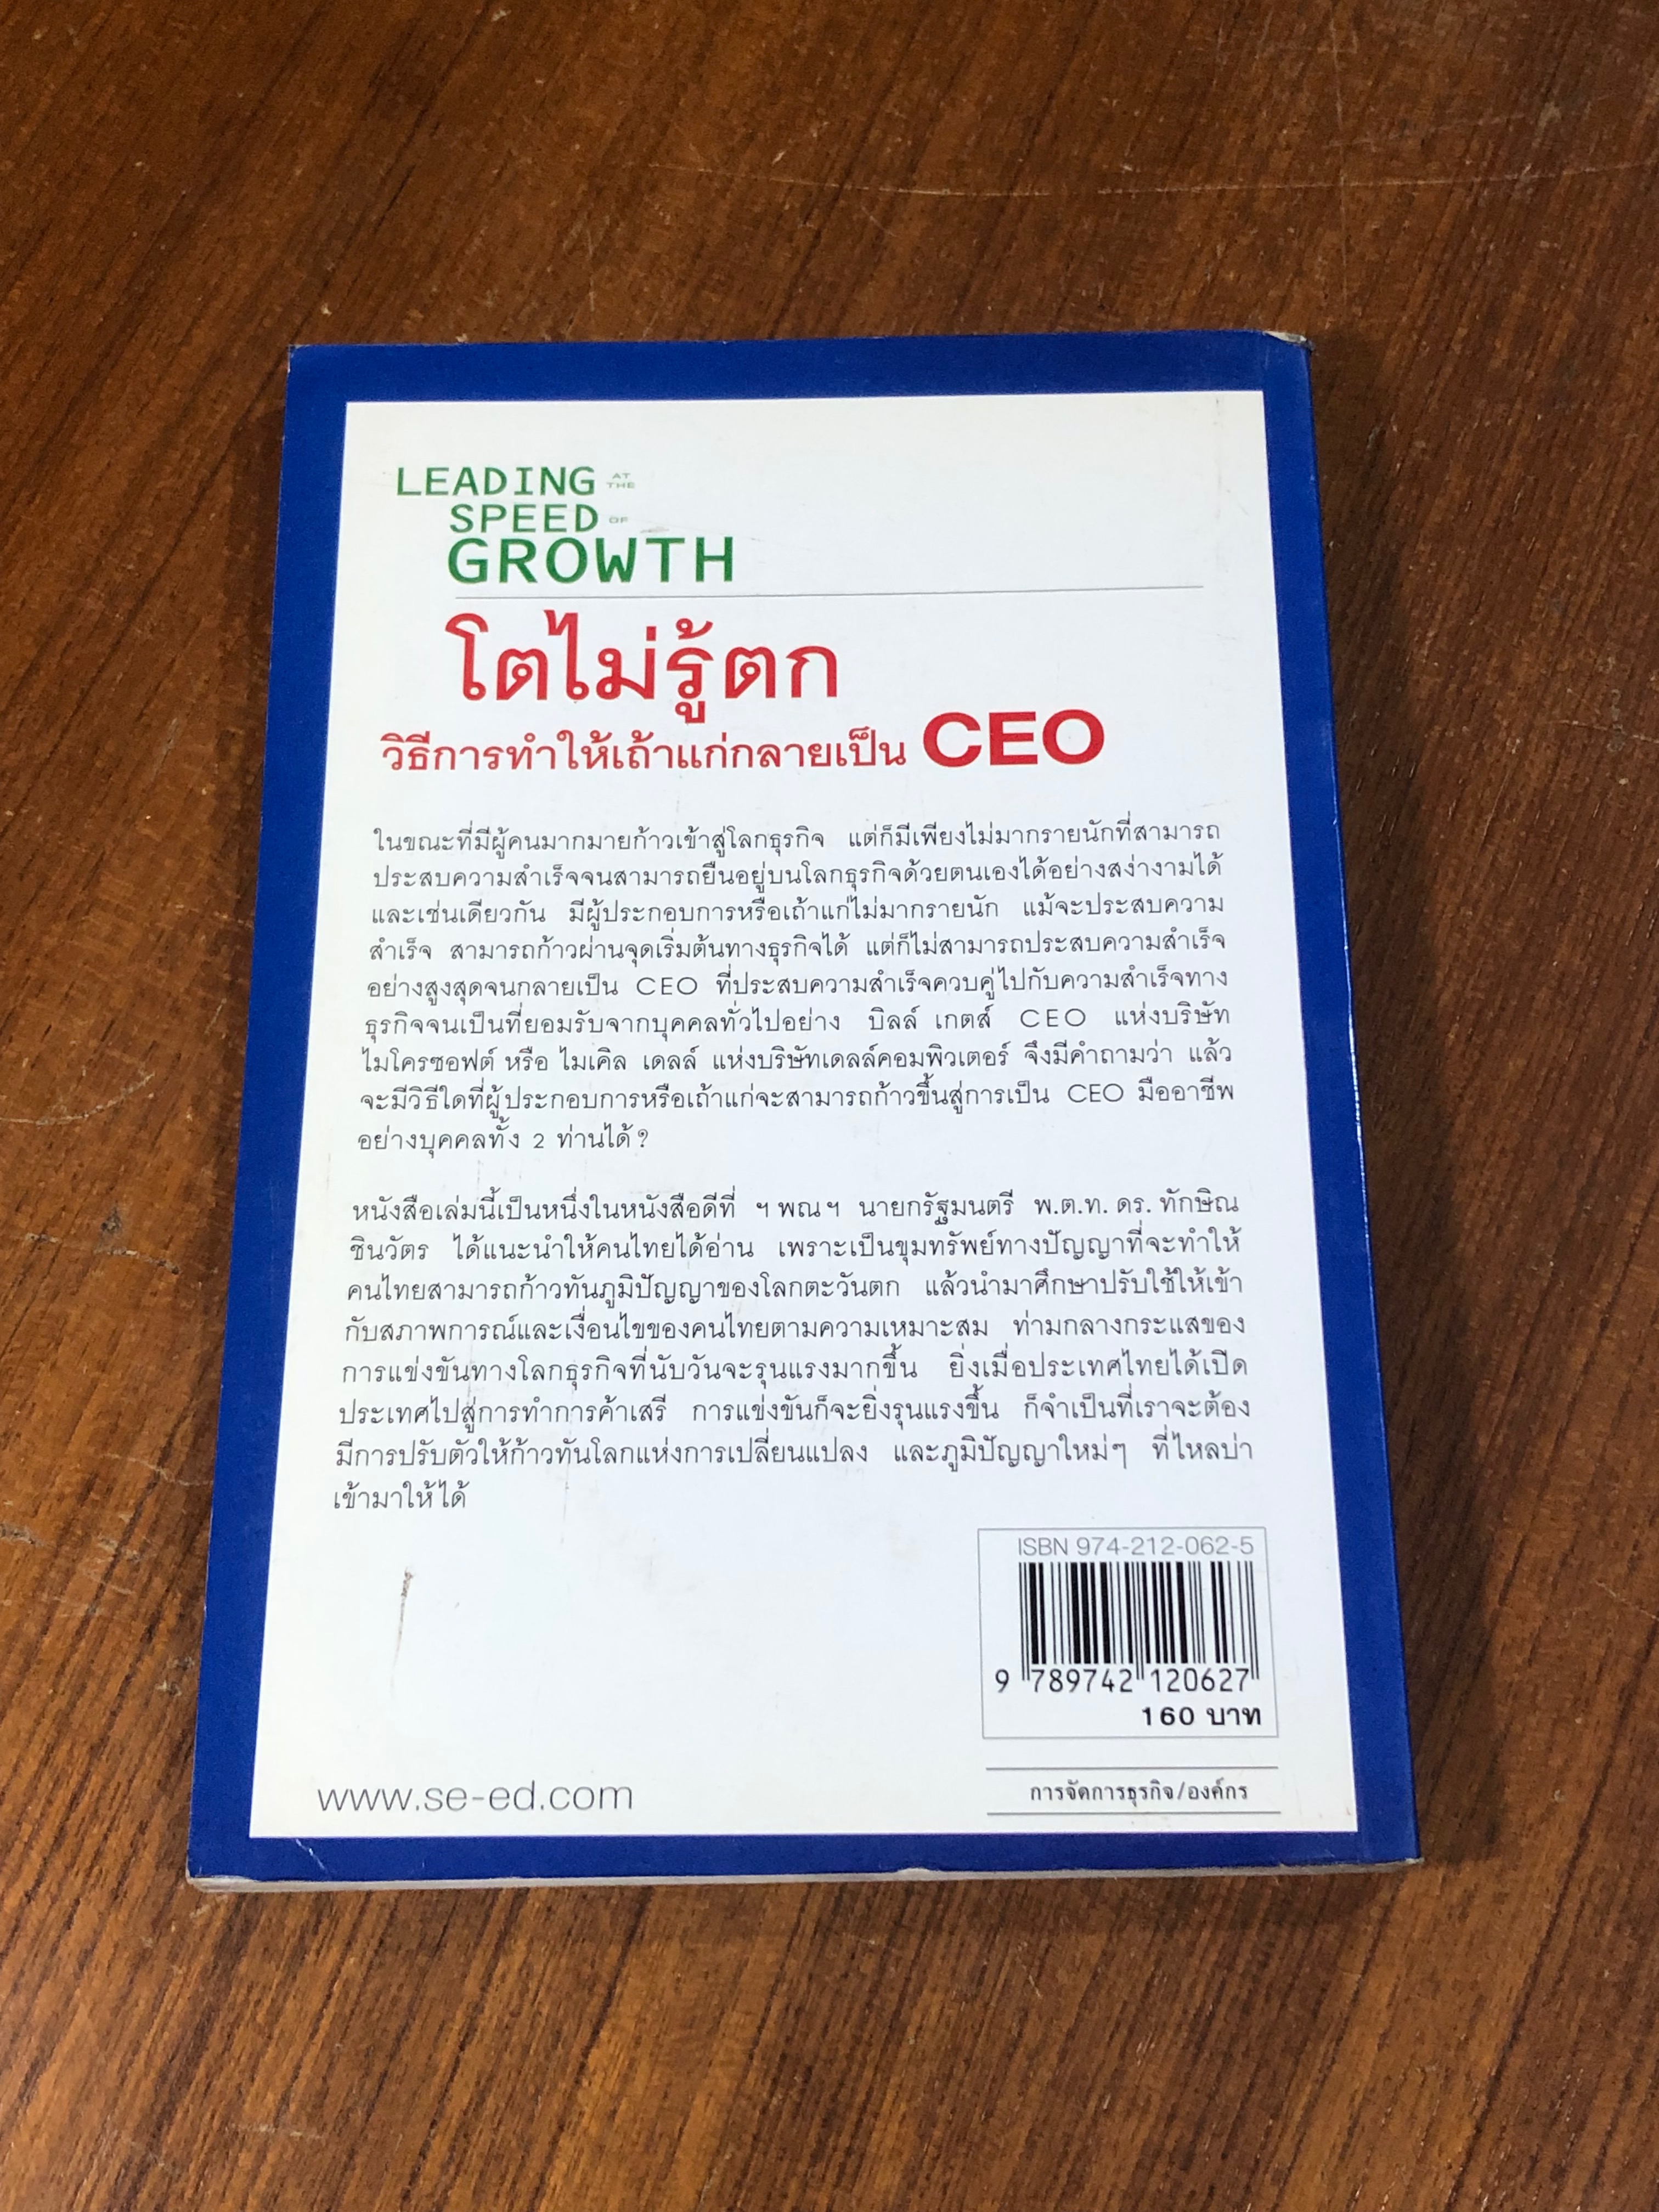 LEADING AT THE
SPEED OF
GROWTH
โตไม่รู้ตก
วิธีการทำให้เถ้าแก่กลายเป็น CEO
ในขณะที่มีผู้คนมากมายก้าวเข้าสู่โลกธุรกิจ แต่ก็มีเพียงไม่มากรายนักที่สามารถ
ประสบความสำเร็จจนสามารถยืนอยู่บนโลกธุรกิจด้วยตนเองได้อย่างสง่างามได้
และเช่นเดียวกัน มีผู้ประกอบการหรือเถ้าแก่ไม่มากรายนัก แม้จะประสบความ
สำเร็จ สามารถก้าวผ่านจุดเริ่มต้นทางธุรกิจได้ แต่ก็ไม่สามารถประสบความสำเร็จ
อย่างสูงสุดจนกลายเป็น CEO ที่ประสบความสำเร็จควบคู่ไปกับความสำเร็จทาง
ธุรกิจจนเป็นที่ยอมรับจากบุคคลทั่วไปอย่าง บิลล์ เกตส์ CEO แห่งบริษัท
ไมโครซอฟต์ หรือ ไมเคิล เดลล์ แห่งบริษัทเดลล์คอมพิวเตอร์ จึงมีคำถามว่า แล้ว
จะมีวิธีใดที่ผู้ประกอบการหรือเถ้าแก่จะสามารถก้าวขึ้นสู่การเป็น CEO มืออาชีพ
อย่างบุคคลทั้ง 2 ท่านได้?
หนังสือเล่มนี้เป็นหนึ่งในหนังสือดีที่ ฯพณฯ นายกรัฐมนตรี พ.ต.ท. ดร. ทักษิณ
ชินวัตร ได้แนะนำให้คนไทยได้อ่าน เพราะเป็นขุมทรัพย์ทางปัญญาที่จะทำให้
คนไทยสามารถก้าวทันภูมิปัญญาของโลกตะวันตก แล้วนำมาศึกษาปรับใช้ให้เข้า
กับสภาพการณ์และเงื่อนไขของคนไทยตามความเหมาะสม ท่ามกลางกระแสของ
การแข่งขันทางโลกธุรกิจที่นับวันจะรุนแรงมากขึ้น ยิ่งเมื่อประเทศไทยได้เปิด
ประเทศไปสู่การทำการค้าเสรี การแข่งขันก็จะยิ่งรุนแรงขึ้น ก็จำเป็นที่เราจะต้อง
มีการปรับตัวให้ก้าวทันโลกแห่งการเปลี่ยนแปลง และภูมิปัญญาใหม่ๆ ที่ไหลบ่า
เข้ามาให้ได้
ISBN 974-212-062-5
9 789742 120627
160 บาท
www.se-ed.com
การจัดการธุรกิจ/องค์กร